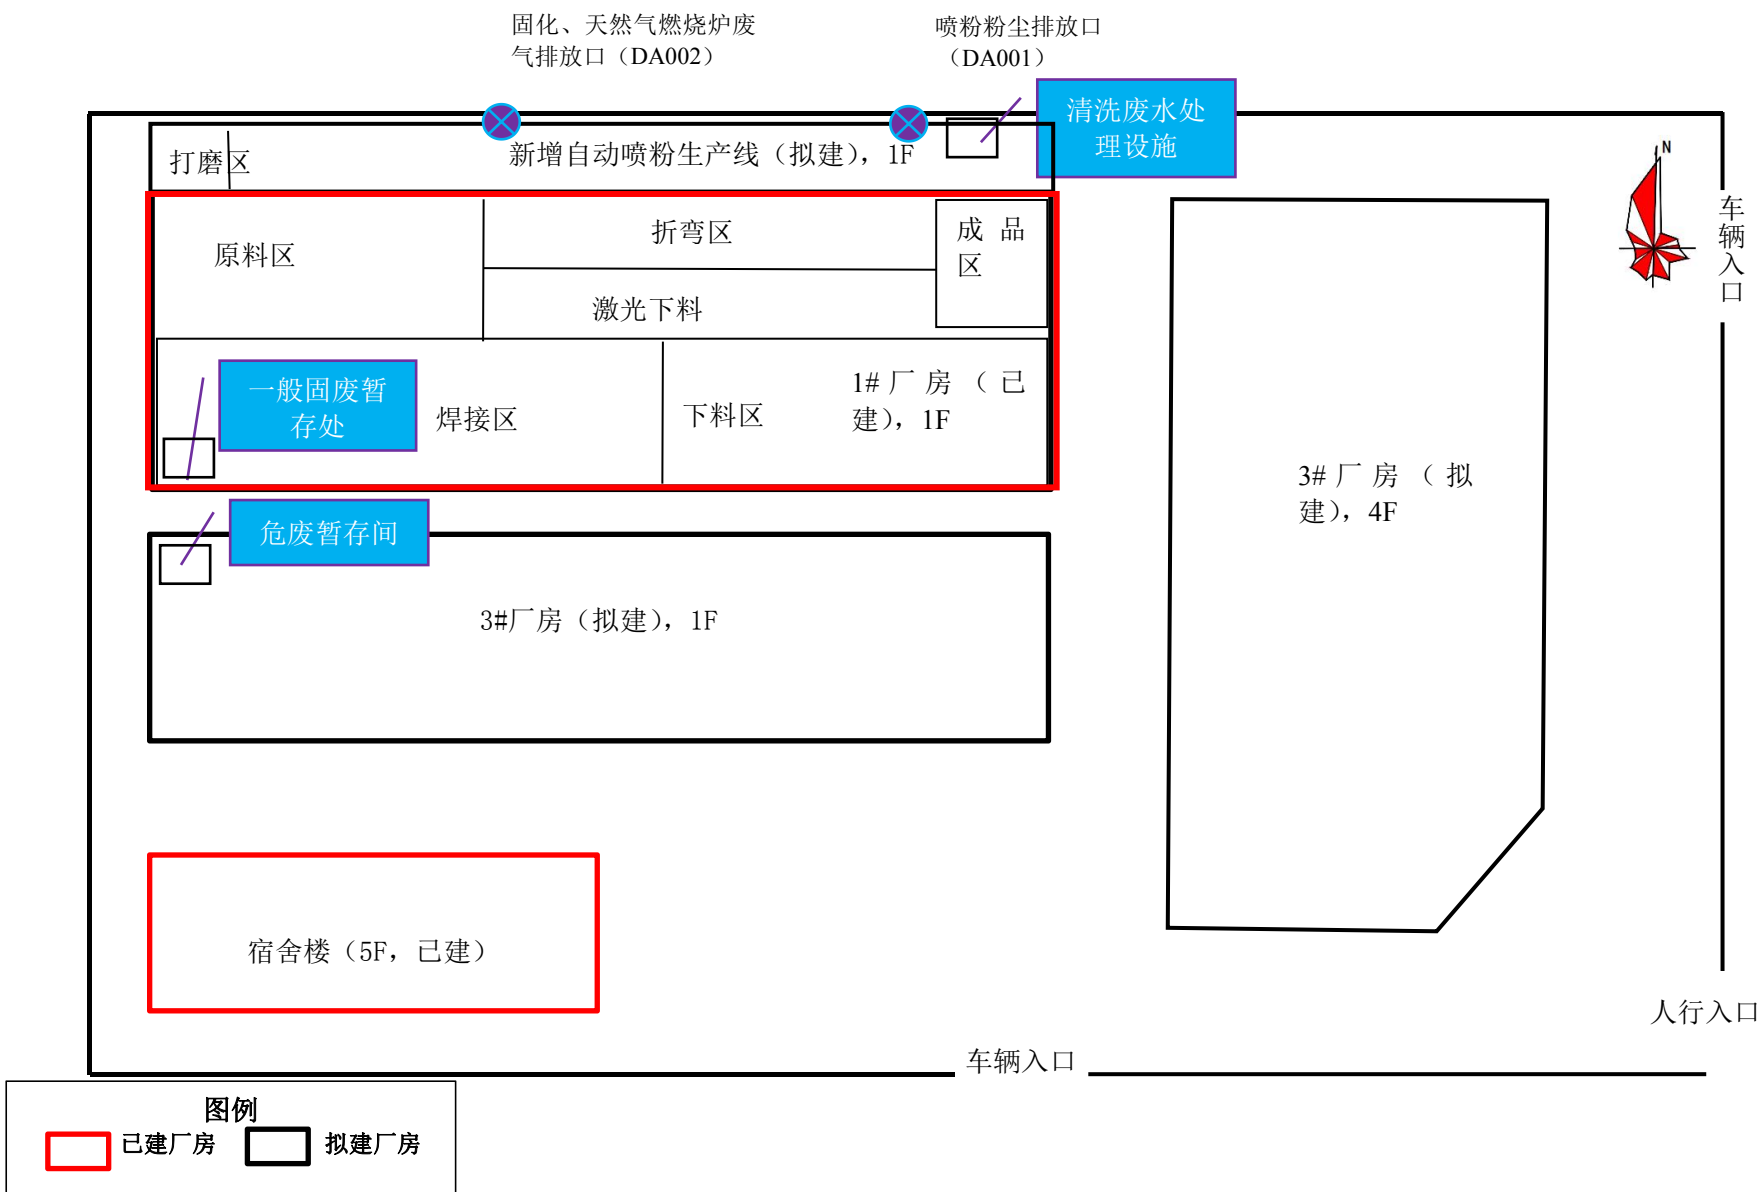 固化、天然气燃烧炉废
气排放口（DA002）
喷粉粉尘排放口
（DA001）
清洗废水处
理设施
打磨区
新增自动喷粉生产线（拟建），1F
N
车辆入口
原料区
折弯区
成品
区
激光下料
一般固废暂
存处
焊接区
下料区
1#厂房（已
建），1F
3#厂房（拟
建），4F
危废暂存间
3#厂房（拟建），1F
宿舍楼（5F，已建）
人行入口
车辆入口
图例
已建厂房
拟建厂房